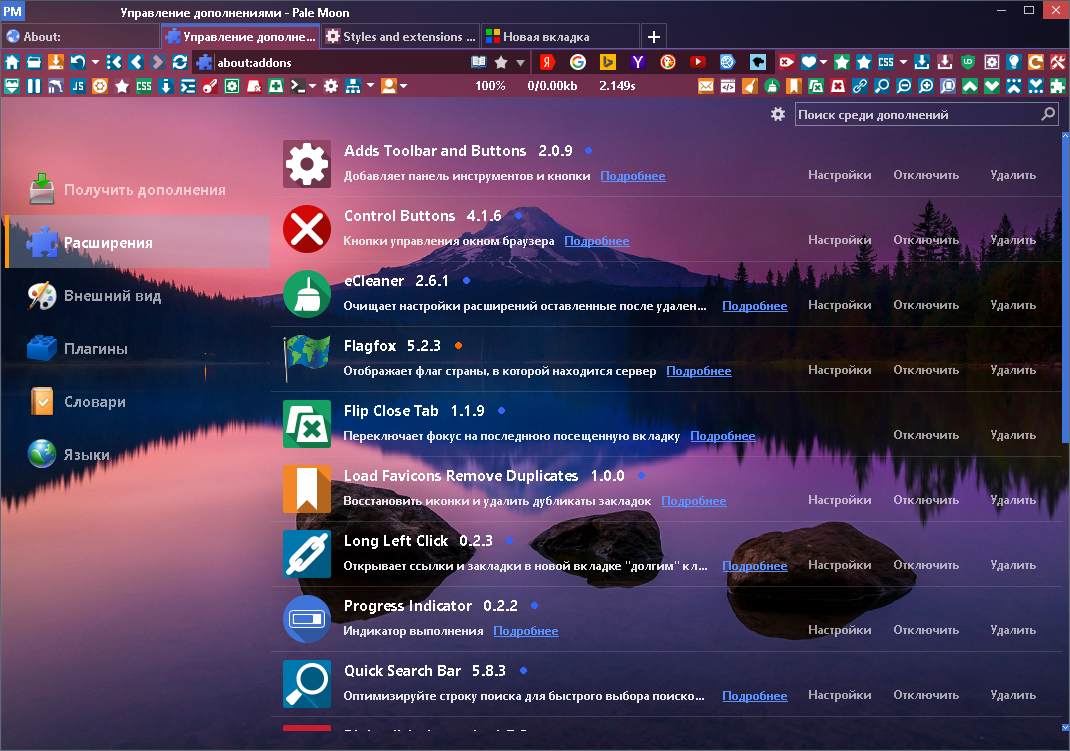 PM Управление дополнениями - Pale Moon
About: Управление дополне... Styles and extensions ... Новая вкладка
about:addons
CSS
JS CSS 100% 0/0.00kb 2.149s
Поиск среди дополнений
Получить дополнения
Расширения
Внешний вид
Плагины
Словари
Языки
Adds Toolbar and Buttons 2.0.9
Добавляет панель инструментов и кнопки Подробнее Настройки Отключить Удалить
Control Buttons 4.1.6
Кнопки управления окном браузера Подробнее Настройки Отключить Удалить
eCleaner 2.6.1
Очищает настройки расширений оставленные после удален... Подробнее Настройки Отключить Удалить
Flagfox 5.2.3
Отображает флаг страны, в которой находится сервер Подробнее Настройки Отключить Удалить
Flip Close Tab 1.1.9
Переключает фокус на последнюю посещенную вкладку Подробнее Отключить Удалить
Load Favicons Remove Duplicates 1.0.0
Восстановить иконки и удалить дубликаты закладок Подробнее Настройки Отключить Удалить
Long Left Click 0.2.3
Открывает ссылки и закладки в новой вкладке "долгим" кл... Подробнее Настройки Отключить Удалить
Progress Indicator 0.2.2
Индикатор выполнения Подробнее Настройки Отключить Удалить
Quick Search Bar 5.8.3
Оптимизируйте строку поиска для быстрого выбора поиско... Подробнее Настройки Отключить Удалить